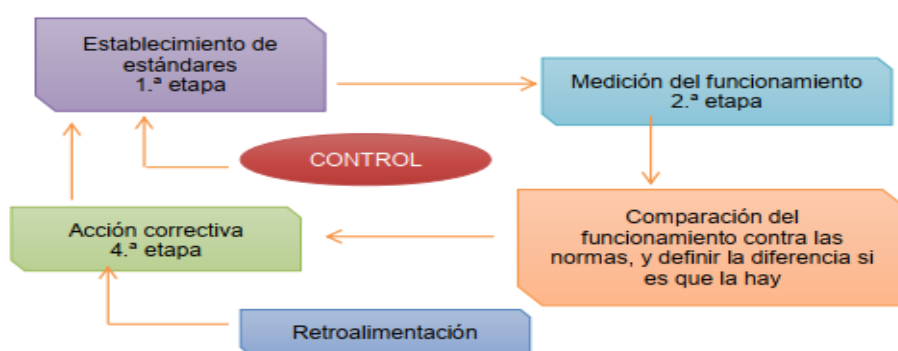 Establecimiento de
estándares
1.ª etapa
Medición del funcionamiento
2.ª etapa
CONTROL
Comparación del
funcionamiento contra las
normas, y definir la diferencia si
es que la hay
Acción correctiva
4.ª etapa
Retroalimentación